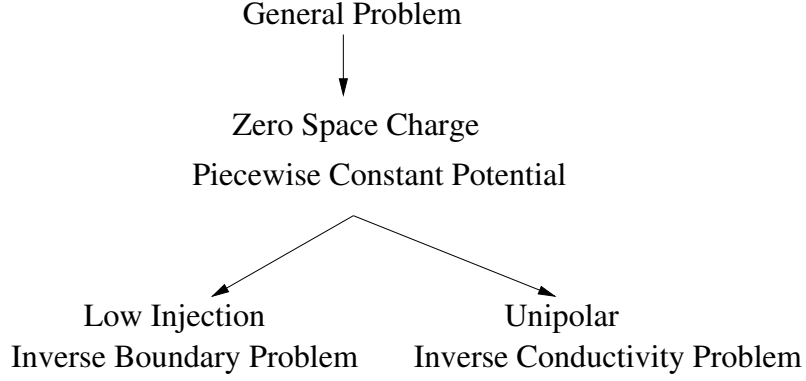 General Problem
Zero Space Charge
Piecewise Constant Potential
Low Injection
Inverse Boundary Problem
Unipolar
Inverse Conductivity Problem